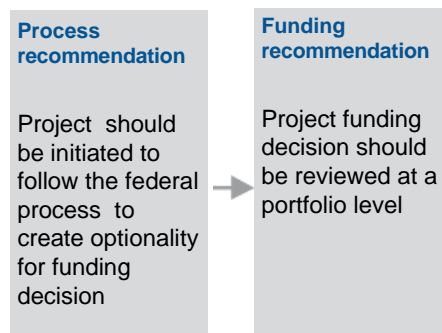 Process
recommendation
Project should
be initiated to
follow the federal
process to
create optionality
for funding
decision
Funding
recommendation
Project funding
decision should
be reviewed at a
portfolio level